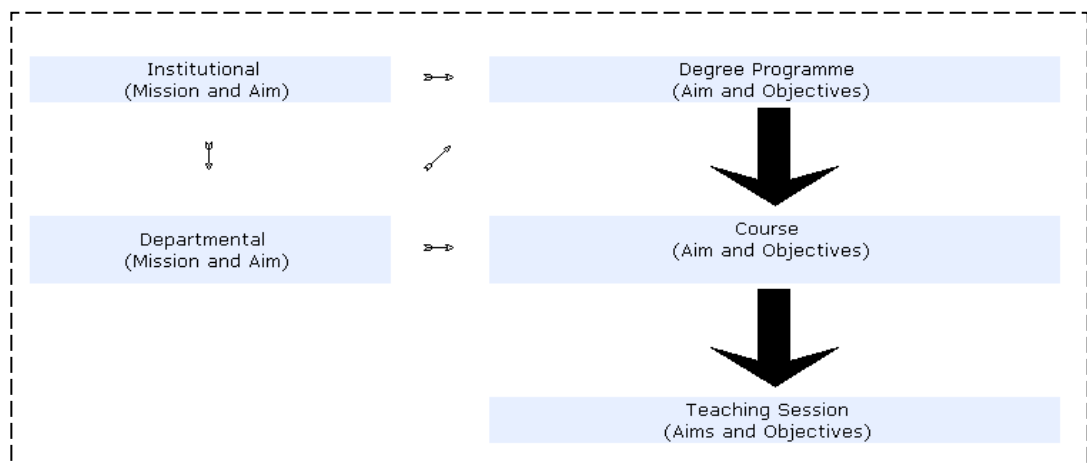 Institutional
(Mission and Aim)
Degree Programme
(Aim and Objectives)
Departmental
(Mission and Aim)
Course
(Aim and Objectives)
Teaching Session
(Aims and Objectives)